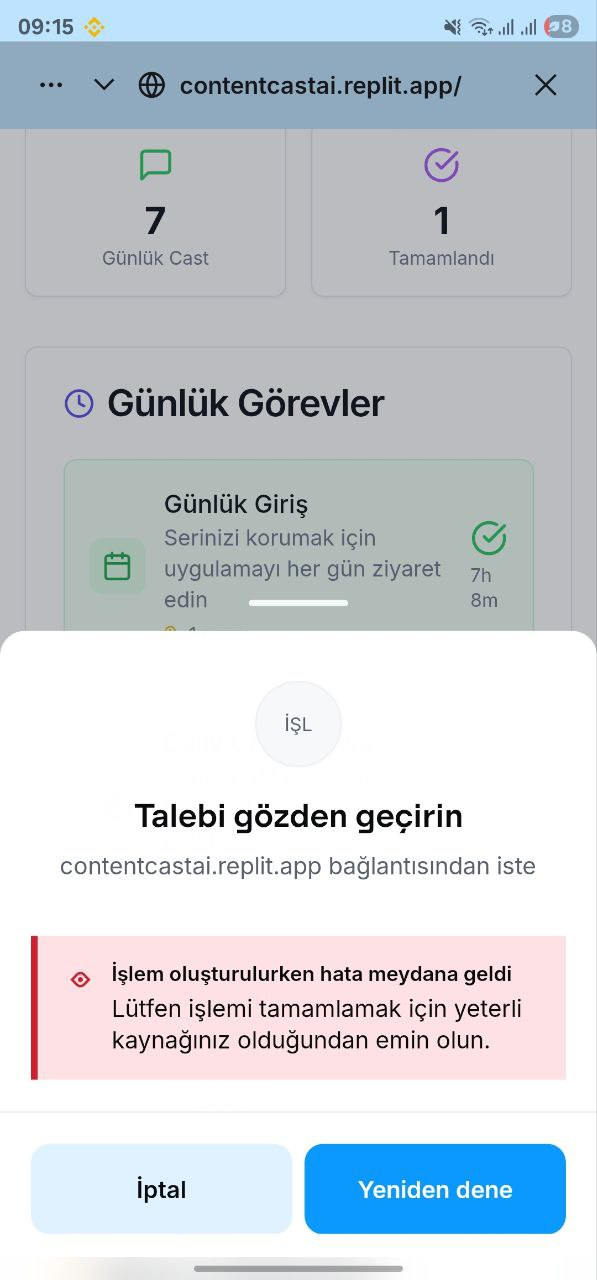 09:15
8
contentcastai.replit.app/
7
1
Günlük Cast
Tamamlandı
Günlük Görevler
Günlük Giriş
Serinizi korumak için
uygulamayı her gün ziyaret
edin
7h
8m
İŞL
Talebi gözden geçirin
contentcastai.replit.app bağlantısından iste
İşlem oluşturulurken hata meydana geldi
Lütfen işlemi tamamlamak için yeterli
kaynağınız olduğundan emin olun.
İptal
Yeniden dene